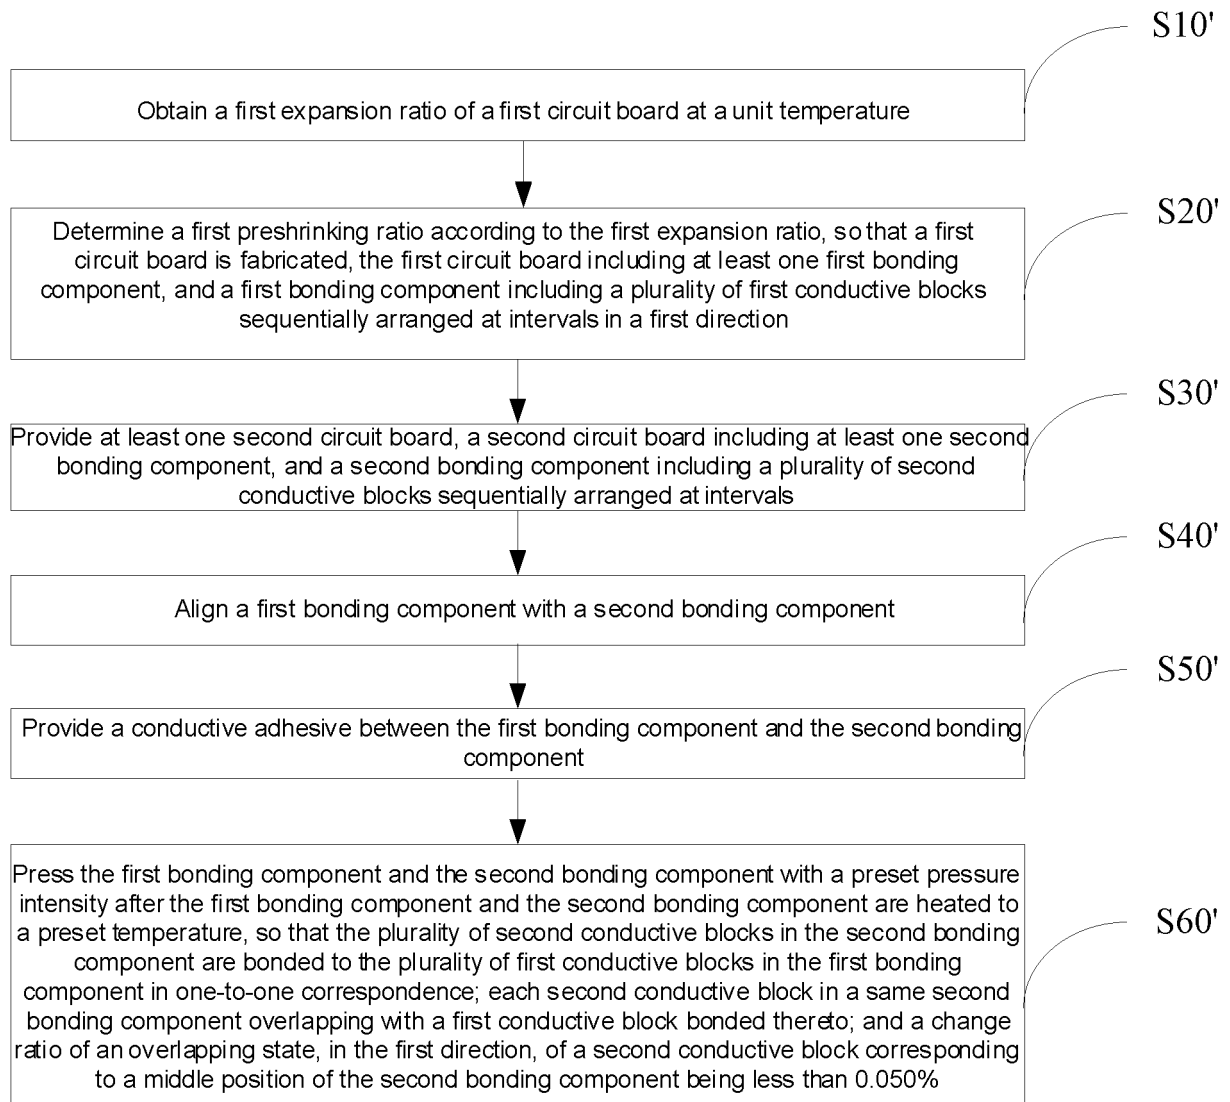 S10'
Obtain a first expansion ratio of a first circuit board at a unit temperature
S20'
Determine a first preshrinking ratio according to the first expansion ratio, so that a first
circuit board is fabricated, the first circuit board including at least one first bonding
component, and a first bonding component including a plurality of first conductive blocks
sequentially arranged at intervals in a first direction
S30'
Provide at least one second circuit board, a second circuit board including at least one second
bonding component, and a second bonding component including a plurality of second
conductive blocks sequentially arranged at intervals
S40'
Align a first bonding component with a second bonding component
S50'
Provide a conductive adhesive between the first bonding component and the second bonding
component
S60'
Press the first bonding component and the second bonding component with a preset pressure
intensity after the first bonding component and the second bonding component are heated to
a preset temperature, so that the plurality of second conductive blocks in the second bonding
component are bonded to the plurality of first conductive blocks in the first bonding
component in one-to-one correspondence; each second conductive block in a same second
bonding component overlapping with a first conductive block bonded thereto; and a change
ratio of an overlapping state, in the first direction, of a second conductive block corresponding
to a middle position of the second bonding component being less than 0.050%